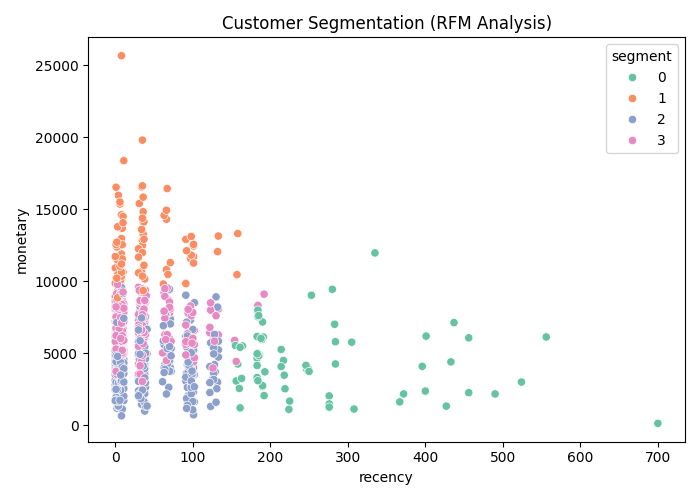 Customer Segmentation (RFM Analysis)
segment
0
1
2
3
25000
20000
15000
10000
5000
0
monetary
0 100 200 300 400 500 600 700
recency